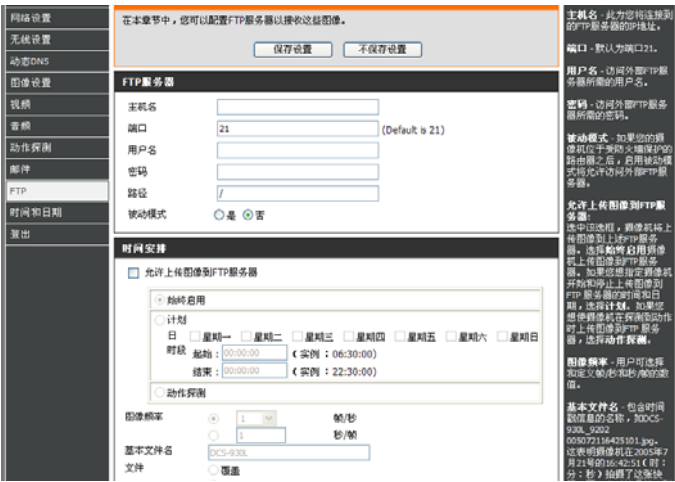 网络设置
无线设置
动态DNS
图像设置
视频
音频
动作探测
邮件
FTP
时间和日期
登出
在本章节中，您可以配置FTP服务器以接收这些图像。
保存设置 不保存设置
FTP服务器
主机名
端口 21 (Default is 21)
用户名
密码
路径 /
被动模式 是 否
时间安排
允许上传图像到FTP服务器
始终启用
计划
日 星期一 星期二 星期三 星期四 星期五 星期六 星期日
时段 起始：00:00:00 (实例：06:30:00)
结束：00:00:00 (实例：22:30:00)
动作探测
图像频率 1 帧/秒
1 秒/帧
基本文件名 DCS-930L
文件 覆盖
主机名 - 此为您将连接到
的FTP服务器的IP地址。
端口 - 默认为端口21。
用户名 - 访问外部FTP服
务器所需的用户名。
密码 - 访问外部FTP服务
器所需的密码。
被动模式 - 如果您的摄
像机位于受防火墙保护的
路由器之后，启用被动模
式将允许访问外部FTP服
务器。
允许上传图像到FTP服
务器：
选中该选框，摄像机将上
传图像到上述FTP服务
器。选择始终启用摄像
机上传图像到FTP服务
器。如果您想指定摄像机
开始和停止上传图像到
FTP 服务器的时间和日
期，选择计划。如果您
想使摄像机在探测到动作
时上传图像到FTP 服务
器，选择动作探测。
图像频率 - 用户可选择
和定义帧/秒和秒/帧的数
值。
基本文件名 - 包含时间
戳信息的名称，如DCS-
930L_9202
005072116425101.jpg。
这表明摄像机在2005年7
月21号的16:42:51(时：
分：秒) 拍摄了这张快